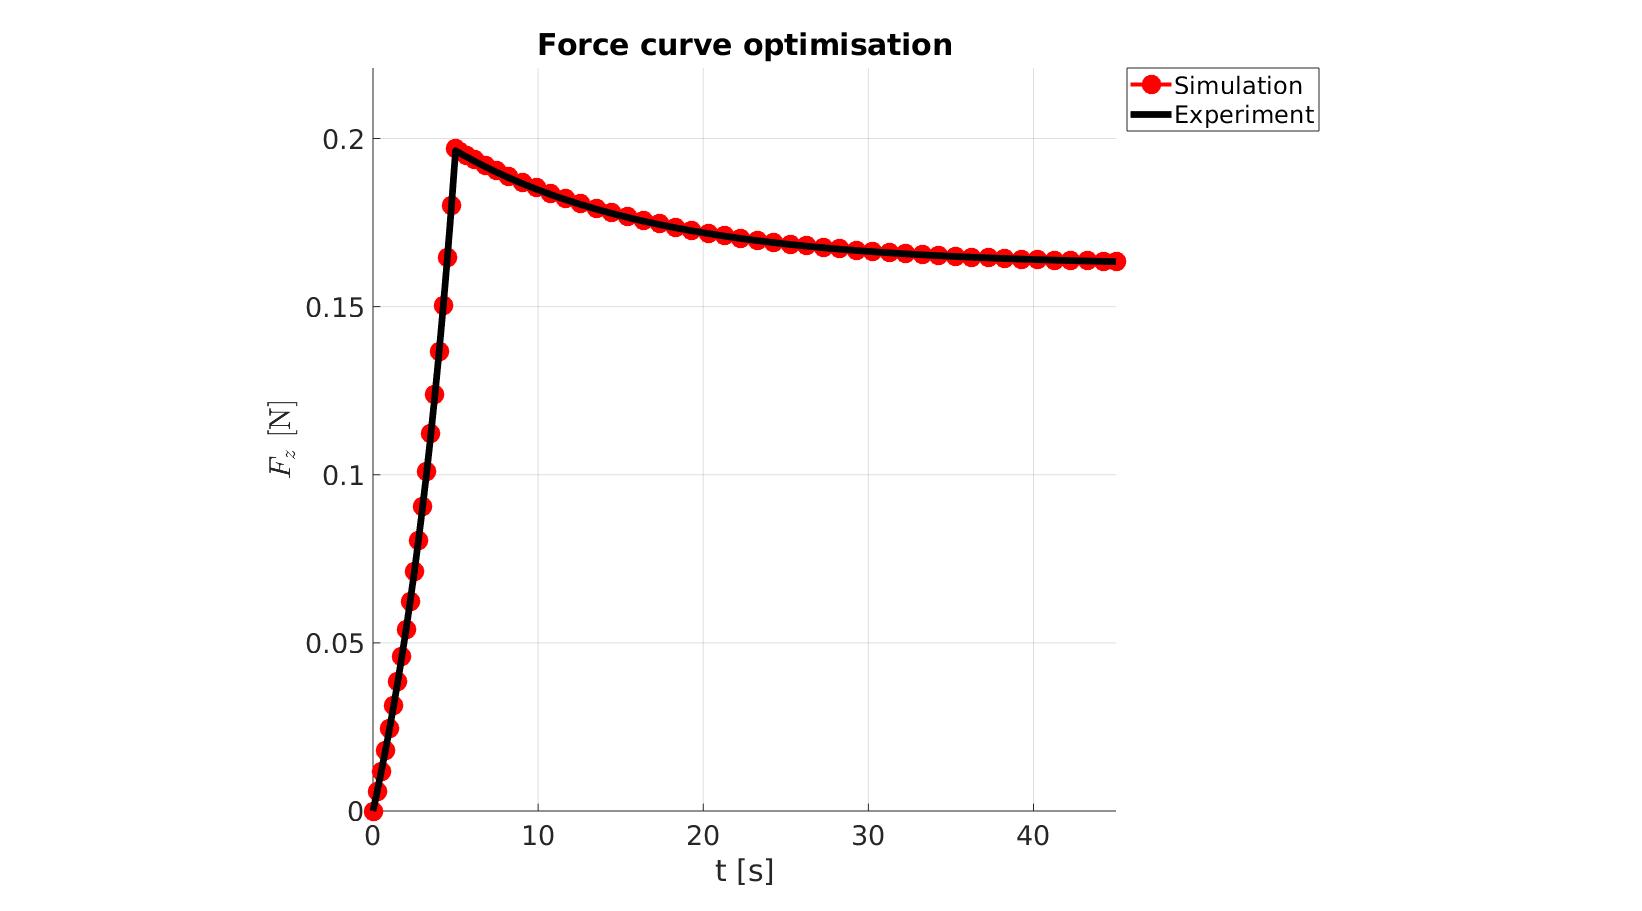 Force curve optimisation
Simulation
Experiment
0.2
0.15
0.1
0.05
0
F_z [N]
0 10 20 30 40
t [s]